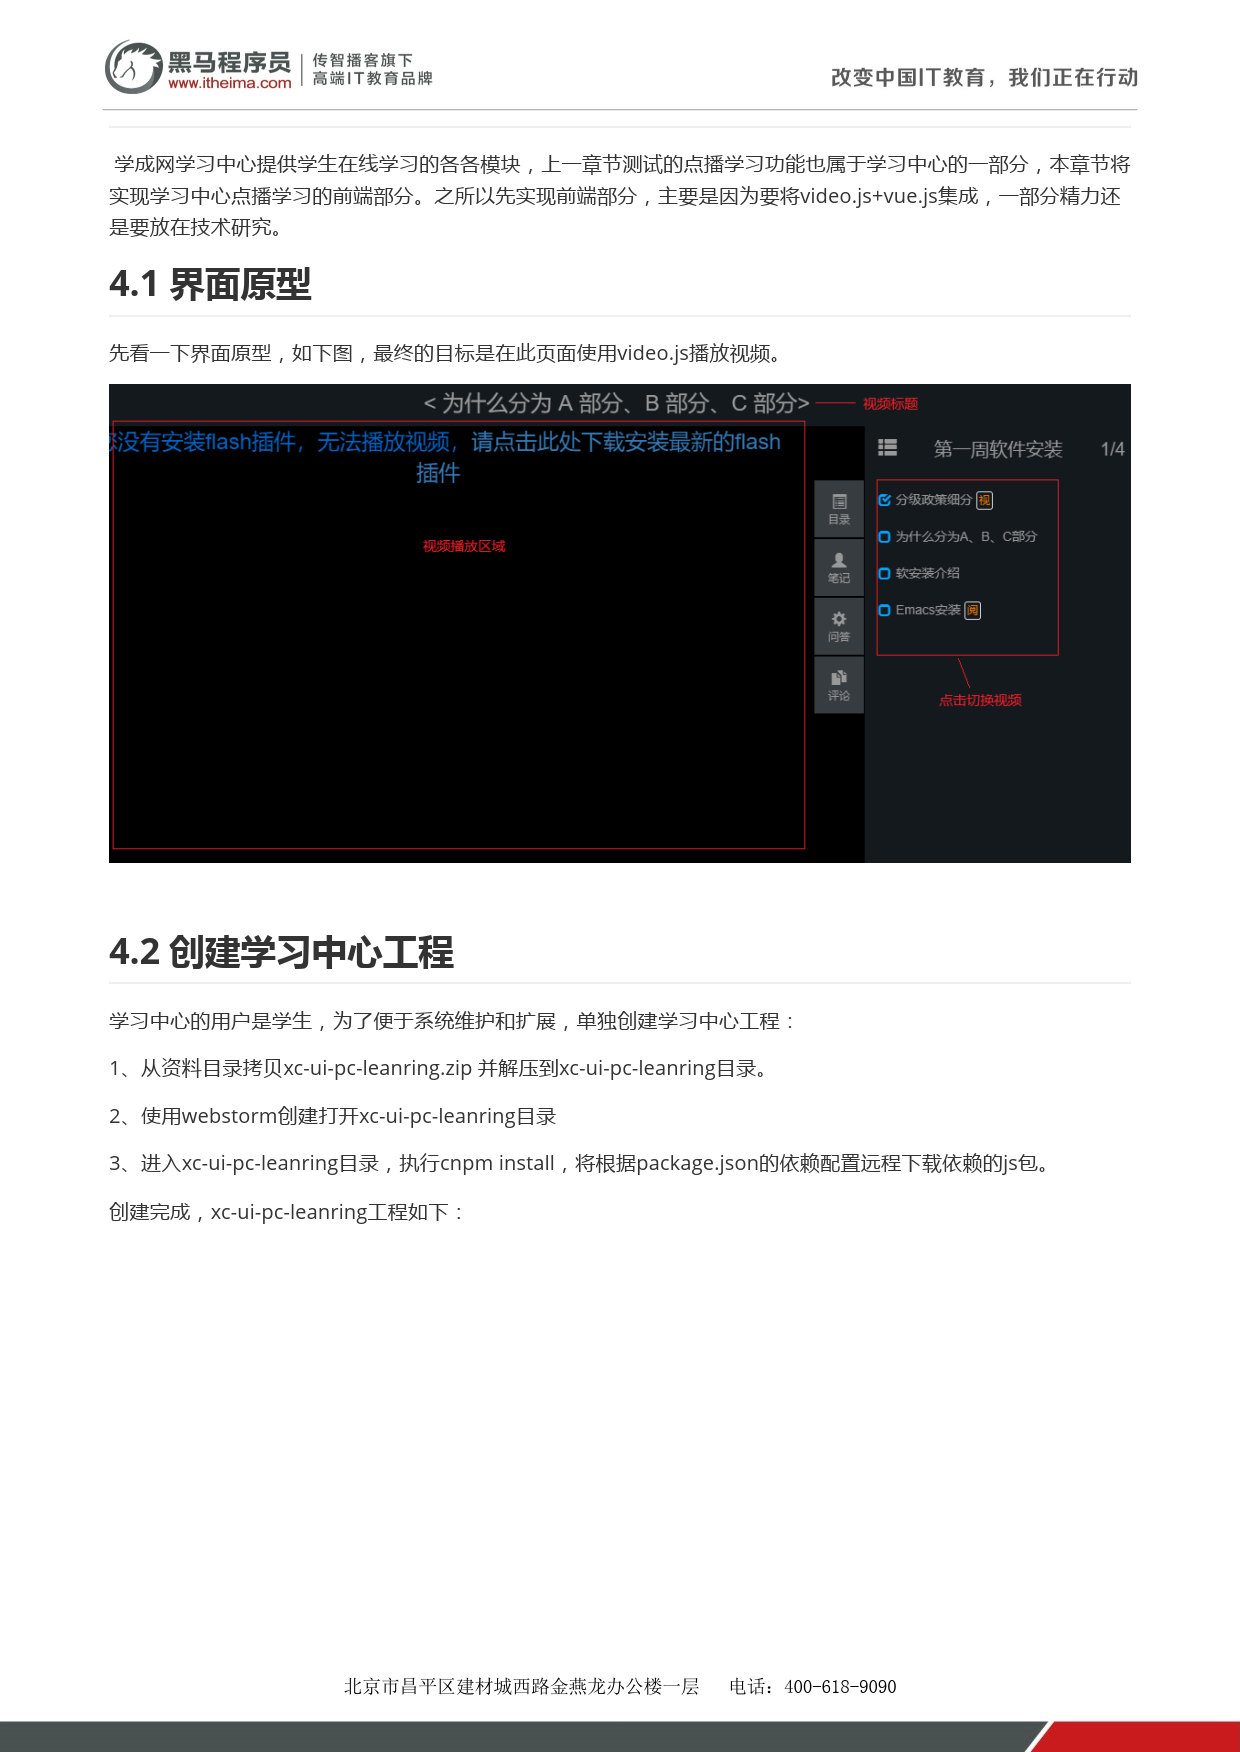 黑马程序员
www.itheima.com
传智播客旗下
高端IT教育品牌
改变中国IT教育，我们正在行动
学成网学习中心提供学生在线学习的各各模块，上一章节测试的点播学习功能也属于学习中心的一部分，本章节将
实现学习中心点播学习的前端部分。之所以先实现前端部分，主要是因为要将video.js+vue.js集成，一部分精力还
是要放在技术研究。
4.1 界面原型
先看一下界面原型，如下图，最终的目标是在此页面使用video.js播放视频。
< 为什么分为 A 部分、B 部分、C 部分>
视频标题
没有安装flash插件，无法播放视频，请点击此处下载安装最新的flash
插件
视频播放区域
目录
笔记
问答
评论
第一周软件安装 1/4
分级政策细分 视
为什么分为A、B、C部分
软安装介绍
Emacs安装 阅
点击切换视频
4.2 创建学习中心工程
学习中心的用户是学生，为了便于系统维护和扩展，单独创建学习中心工程：
1、从资料目录拷贝xc-ui-pc-leanring.zip 并解压到xc-ui-pc-leanring目录。
2、使用webstorm创建打开xc-ui-pc-leanring目录
3、进入xc-ui-pc-leanring目录，执行cnpm install，将根据package.json的依赖配置远程下载依赖的js包。
创建完成，xc-ui-pc-leanring工程如下：
北京市昌平区建材城西路金燕龙办公楼一层 电话：400-618-9090